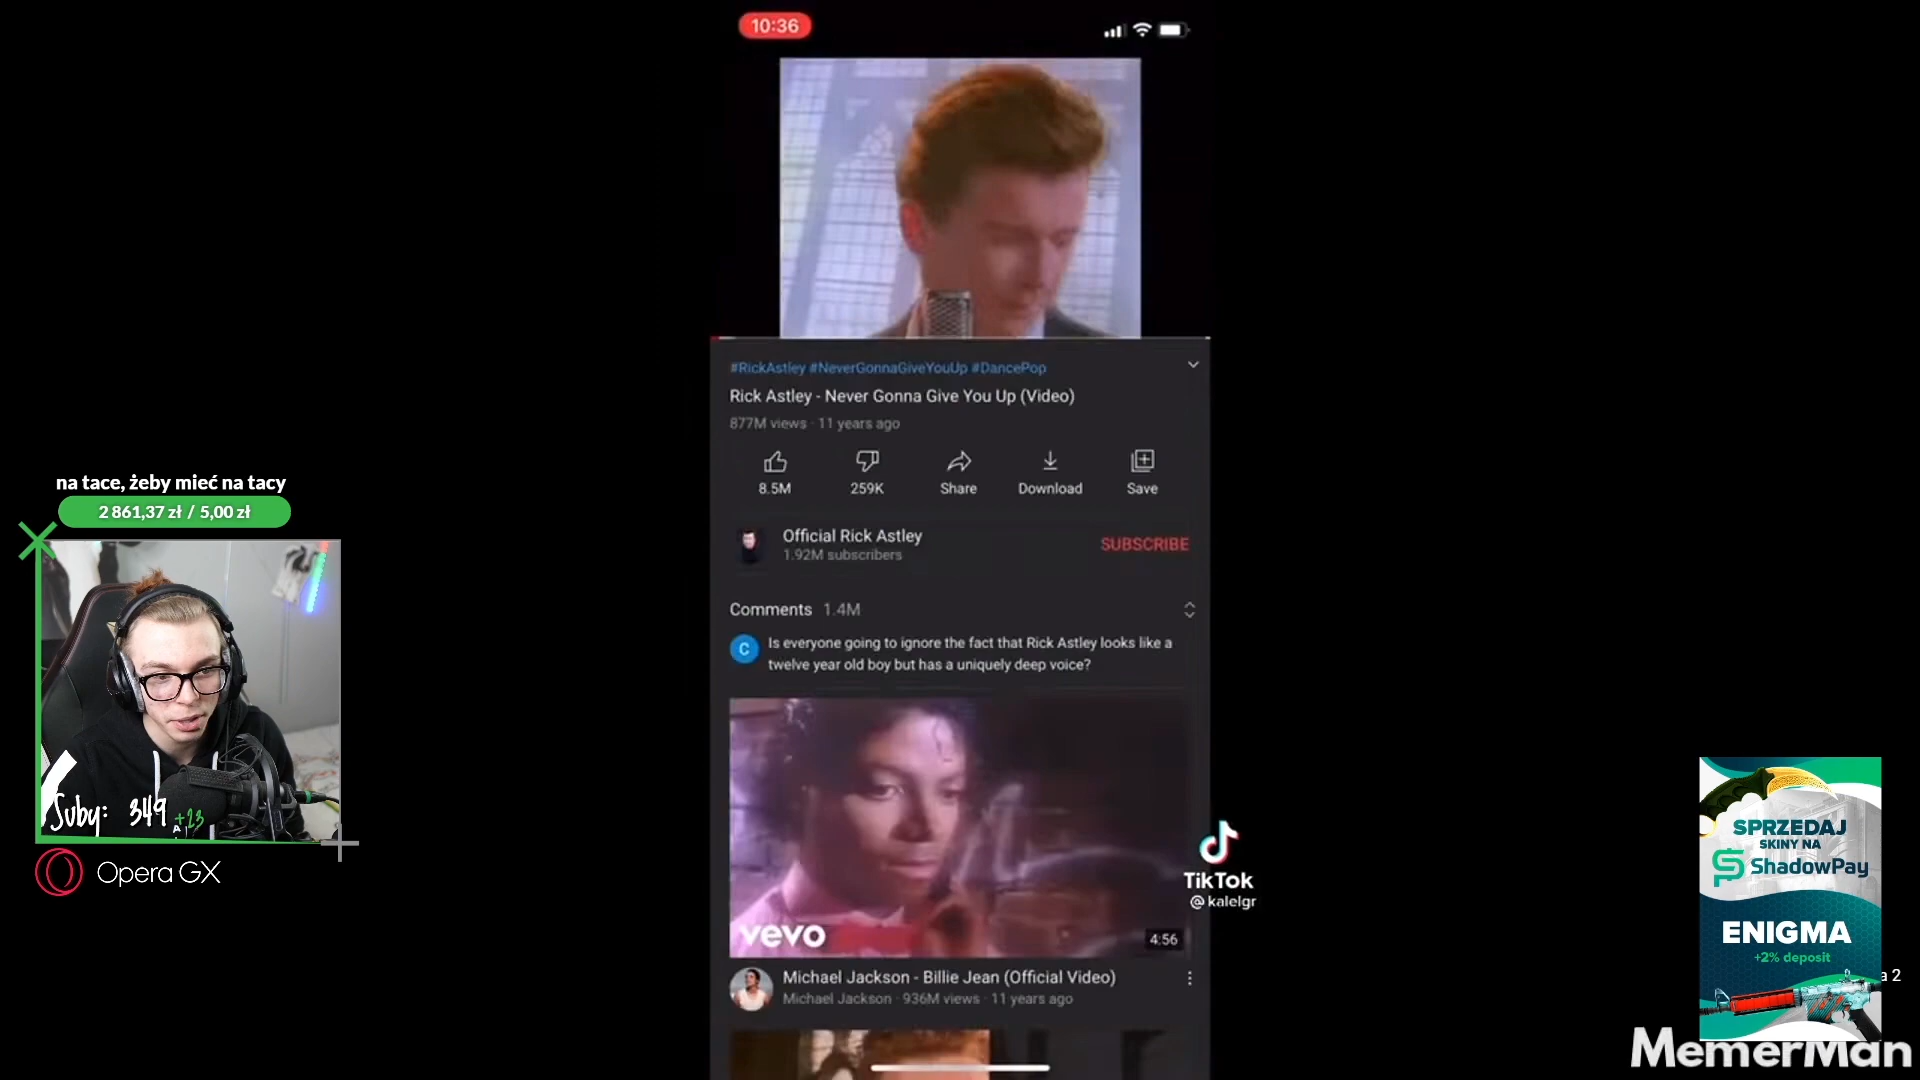 10:36
#RickAstley #NeverGonnaGiveYouUp #DancePop
Rick Astley - Never Gonna Give You Up (Video)
877M views · 11 years ago
8.5M
259K
Share
Download
Save
Official Rick Astley
1.92M subscribers
SUBSCRIBE
Comments 1.4M
C
Is everyone going to ignore the fact that Rick Astley looks like a
twelve year old boy but has a uniquely deep voice?
vevo
4:56
Michael Jackson - Billie Jean (Official Video)
Michael Jackson · 936M views · 11 years ago
TikTok
@kalelgr
na tace, żeby mieć na tacy
2 861,37 zł / 5,00 zł
Suby: 349 +23
Opera GX
SPRZEDAJ
SKINY NA
ShadowPay
ENIGMA
+2% deposit
a 2
MemerMan